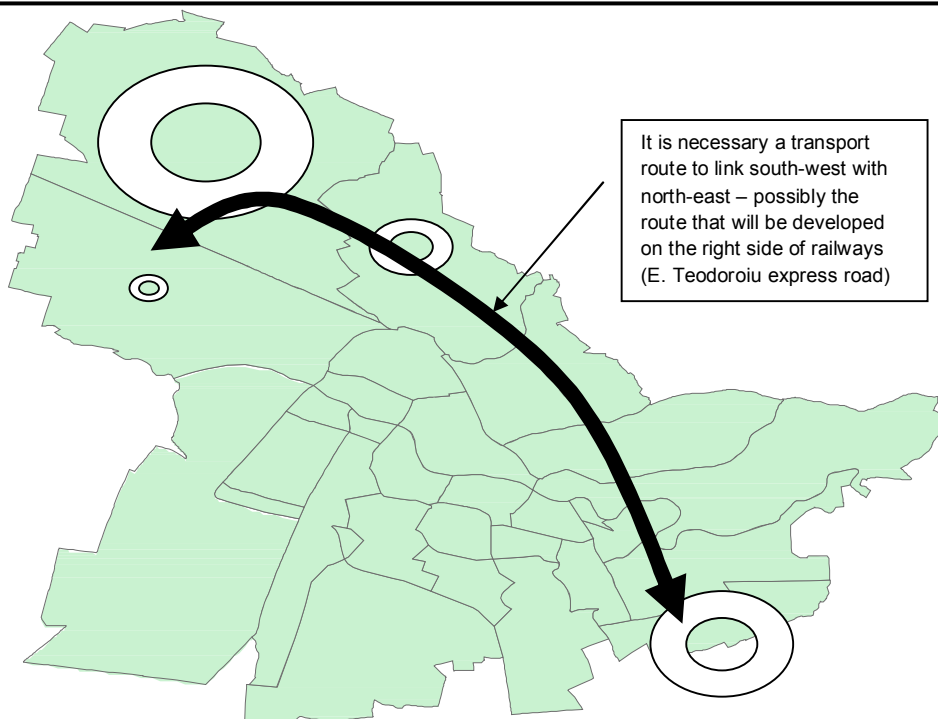 It is necessary a transport
route to link south-west with
north-east – possibly the
route that will be developed
on the right side of railways
(E. Teodoroiu express road)